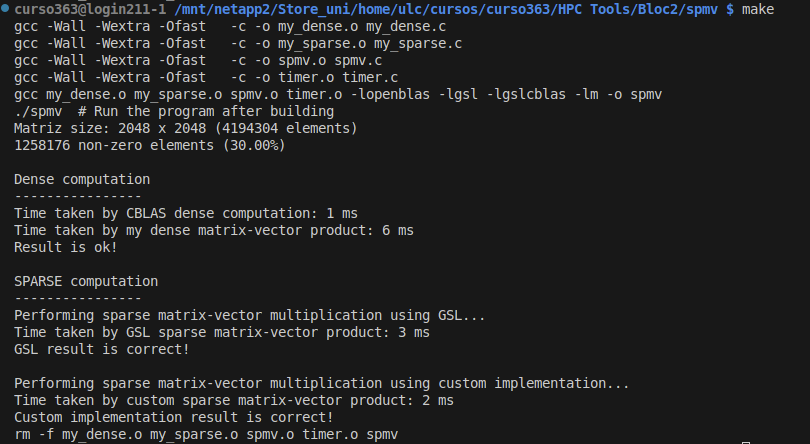 curso363@login211-1 /mnt/netapp2/Store_uni/home/ulc/cursos/curso363/HPC Tools/Bloc2/spmv $ make
gcc -Wall -Wextra -Ofast   -c -o my_dense.o my_dense.c
gcc -Wall -Wextra -Ofast   -c -o my_sparse.o my_sparse.c
gcc -Wall -Wextra -Ofast   -c -o spmv.o spmv.c
gcc -Wall -Wextra -Ofast   -c -o timer.o timer.c
gcc my_dense.o my_sparse.o spmv.o timer.o -lopenblas -lgsl -lgslcblas -lm -o spmv
./spmv  # Run the program after building
Matriz size: 2048 x 2048 (4194304 elements)
1258176 non-zero elements (30.00%)

Dense computation
----------------
Time taken by CBLAS dense computation: 1 ms
Time taken by my dense matrix-vector product: 6 ms
Result is ok!

SPARSE computation
----------------
Performing sparse matrix-vector multiplication using GSL...
Time taken by GSL sparse matrix-vector product: 3 ms
GSL result is correct!

Performing sparse matrix-vector multiplication using custom implementation...
Time taken by custom sparse matrix-vector product: 2 ms
Custom implementation result is correct!
rm -f my_dense.o my_sparse.o spmv.o timer.o spmv